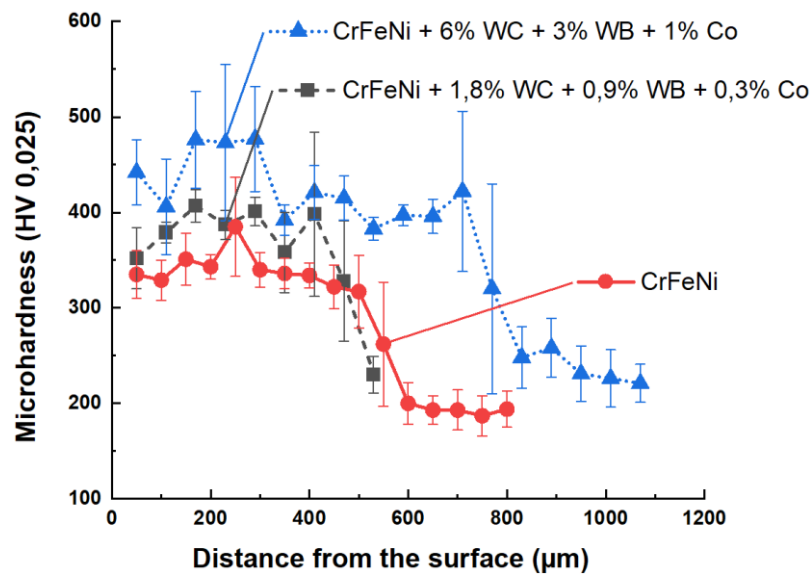 600
500
400
300
200
100
0
200
400
600
800
1000
1200
Microhardness (HV 0,025)
Distance from the surface (µm)
CrFeNi + 6% WC + 3% WB + 1% Co
CrFeNi + 1,8% WC + 0,9% WB + 0,3% Co
CrFeNi